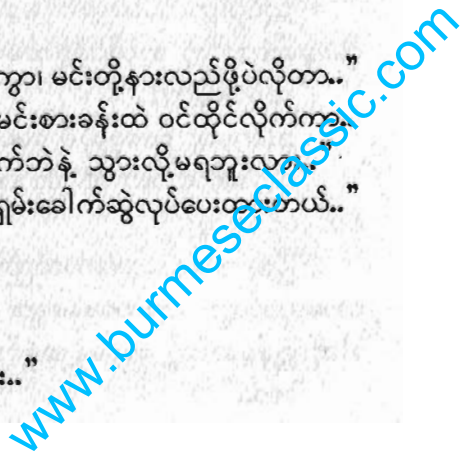 ကွာ၊ မင်းတို့နားလည်ဖို့ပဲလိုတာ..”
မင်းစားခန်းထဲ ဝင်ထိုင်လိုက်ကာ..
က်ဘဲနဲ့ သွားလို့မရဘူးလား..”
ရှမ်းခေါက်ဆွဲလုပ်ပေးထားတယ်..”
www.burmeseclassic.com